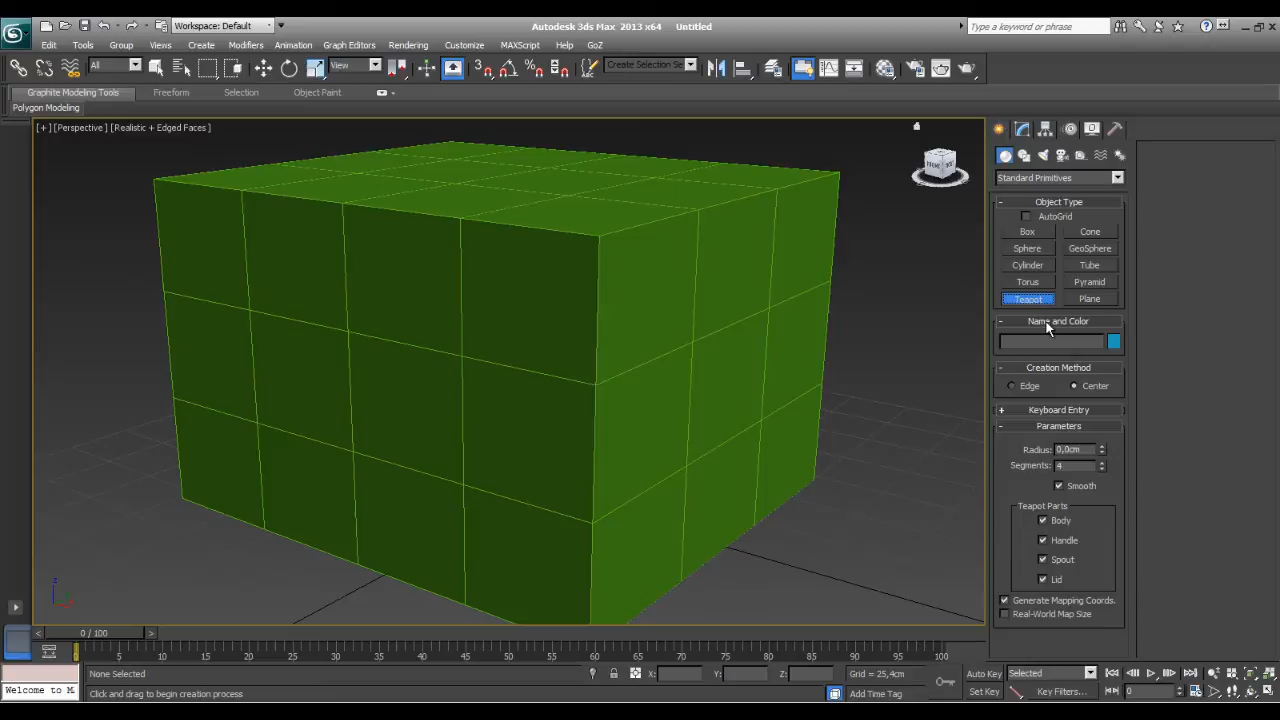 Workspace: Default
Autodesk 3ds Max 2013 x64 Untitled
Type a keyword or phrase
Edit Tools Group Views Create Modifiers Animation Graph Editors Rendering Customize MAXScript Help GoZ
All
View
Create Selection Se
Graphite Modeling Tools Freeform Selection Object Paint
Polygon Modeling
[+] [Perspective] [Realistic + Edged Faces]
Standard Primitives
Object Type
AutoGrid
Box Cone
Sphere GeoSphere
Cylinder Tube
Torus Pyramid
Teapot Plane
Name and Color
Creation Method
Edge Center
Keyboard Entry
Parameters
Radius: 0,0cm
Segments: 4
Smooth
Teapot Parts
Body
Handle
Spout
Lid
Generate Mapping Coords.
Real-World Map Size
z
0 / 100
0 5 10 15 20 25 30 35 40 45 50 55 60 65 70 75 80 85 90 95 100
None Selected
X: Y: Z: Grid = 25,4cm
Auto Key Selected
Welcome to M
Click and drag to begin creation process
Add Time Tag
Set Key Key Filters...
0